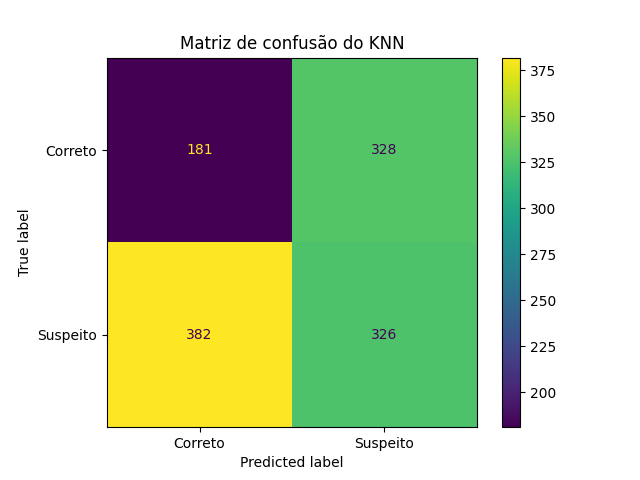 Matriz de confusão do KNN
True label
Correto
181
328
Suspeito
382
326
Correto
Suspeito
Predicted label
375
350
325
300
275
250
225
200